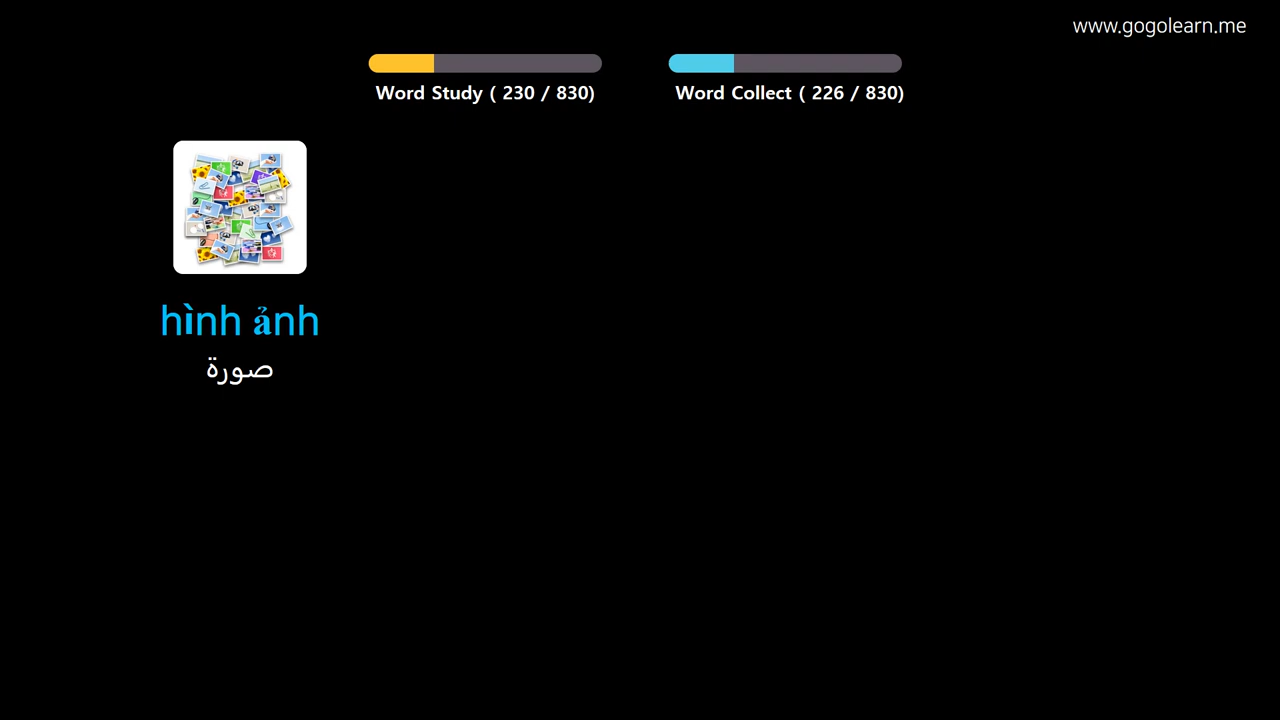 www.gogolearn.me
Word Study ( 230 / 830)
Word Collect ( 226 / 830)
hình ảnh
صورة